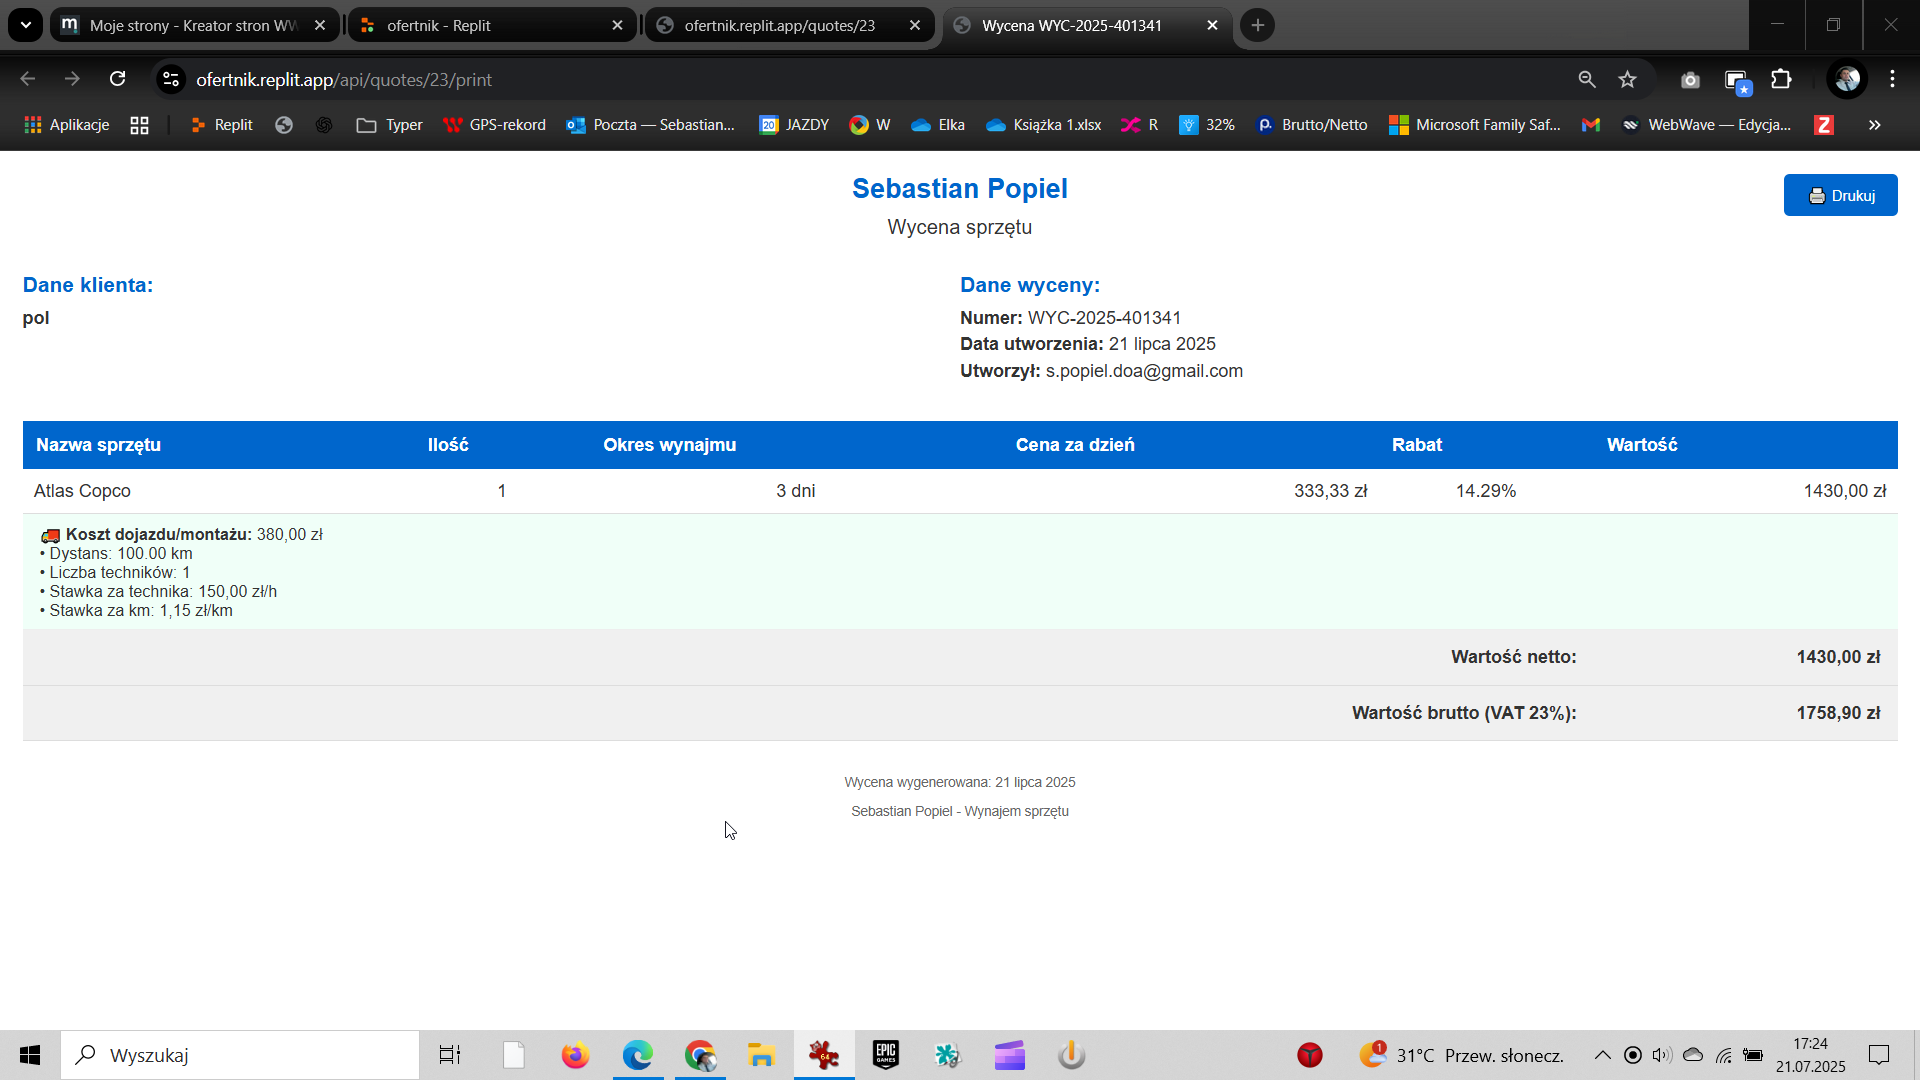 Moje strony - Kreator stron WW
ofertnik - Replit
ofertnik.replit.app/quotes/23
Wycena WYC-2025-401341
ofertnik.replit.app/api/quotes/23/print
Aplikacje
Replit
Typer
GPS-rekord
Poczta — Sebastian...
20 JAZDY
W
Elka
Książka 1.xlsx
R
32%
Brutto/Netto
Microsoft Family Saf...
WebWave — Edycja...
Z
»
Sebastian Popiel
Wycena sprzętu
Drukuj
Dane klienta:
pol
Dane wyceny:
Numer: WYC-2025-401341
Data utworzenia: 21 lipca 2025
Utworzył: s.popiel.doa@gmail.com
Nazwa sprzętu Ilość Okres wynajmu Cena za dzień Rabat Wartość
Atlas Copco 1 3 dni 333,33 zł 14.29% 1430,00 zł
Koszt dojazdu/montażu: 380,00 zł
• Dystans: 100.00 km
• Liczba techników: 1
• Stawka za technika: 150,00 zł/h
• Stawka za km: 1,15 zł/km
Wartość netto: 1430,00 zł
Wartość brutto (VAT 23%): 1758,90 zł
Wycena wygenerowana: 21 lipca 2025
Sebastian Popiel - Wynajem sprzętu
Wyszukaj
64
EPIC GAMES
1
31°C Przew. słonecz.
17:24
21.07.2025